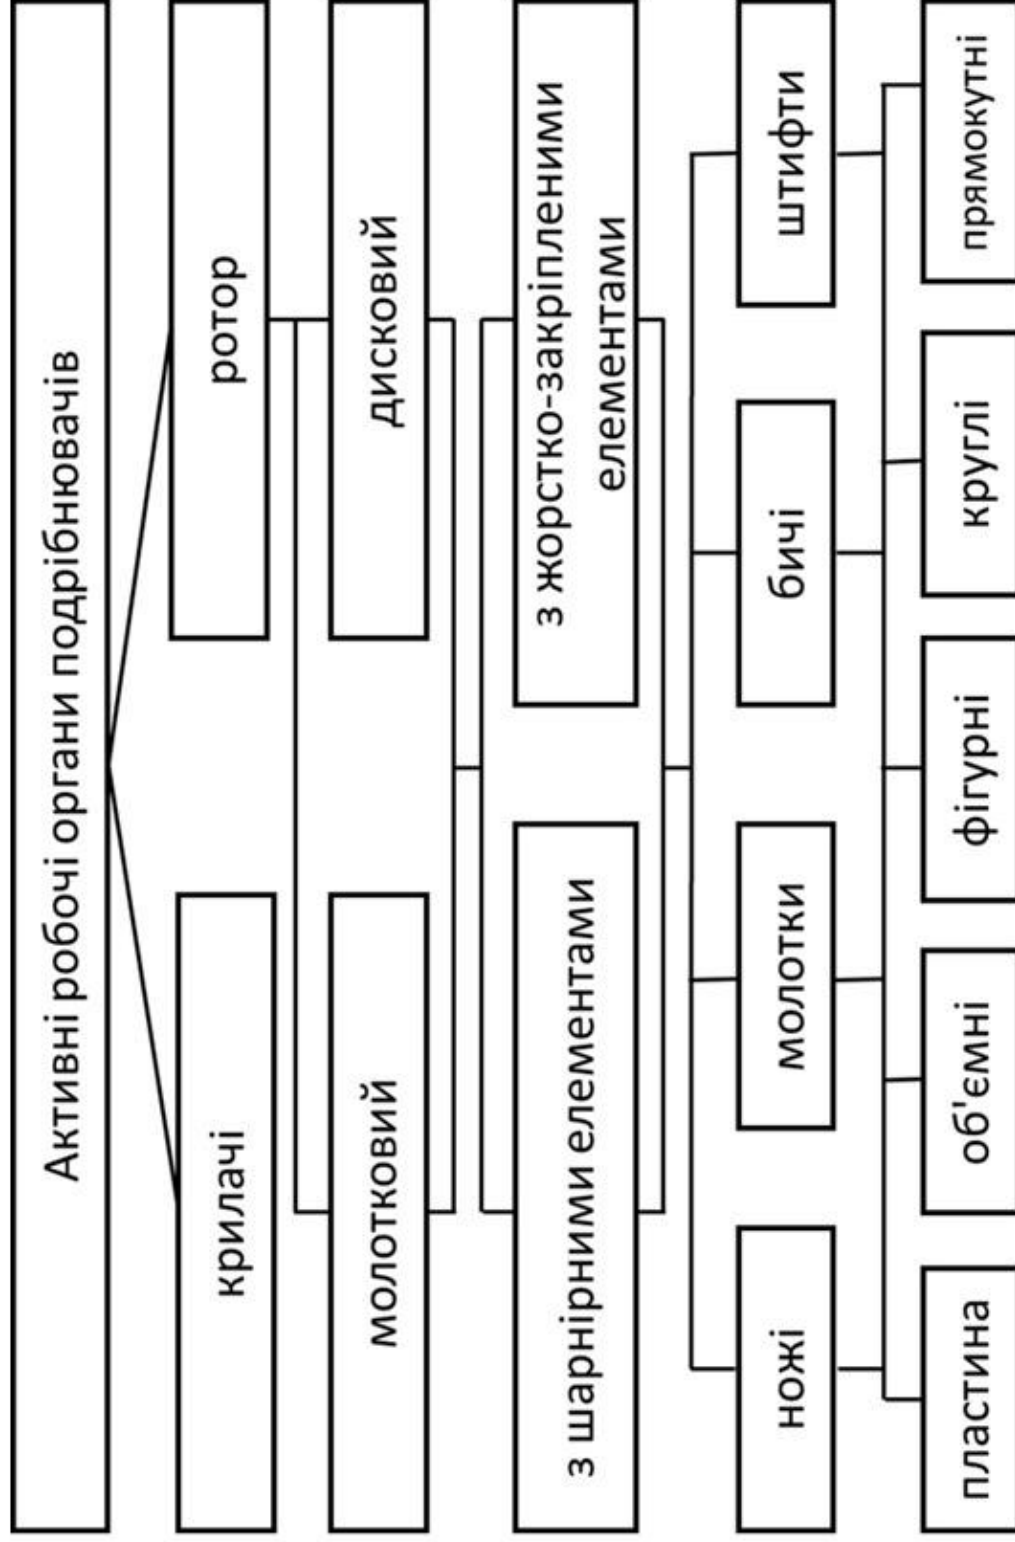 Активні робочі органи подрібнювачів
крилачі
ротор
молотковий
дисковий
з шарнірними елементами
з жорстко-закріпленими
елементами
ножі
молотки
бичі
штифти
пластина
об'ємні
фігурні
круглі
прямокутні